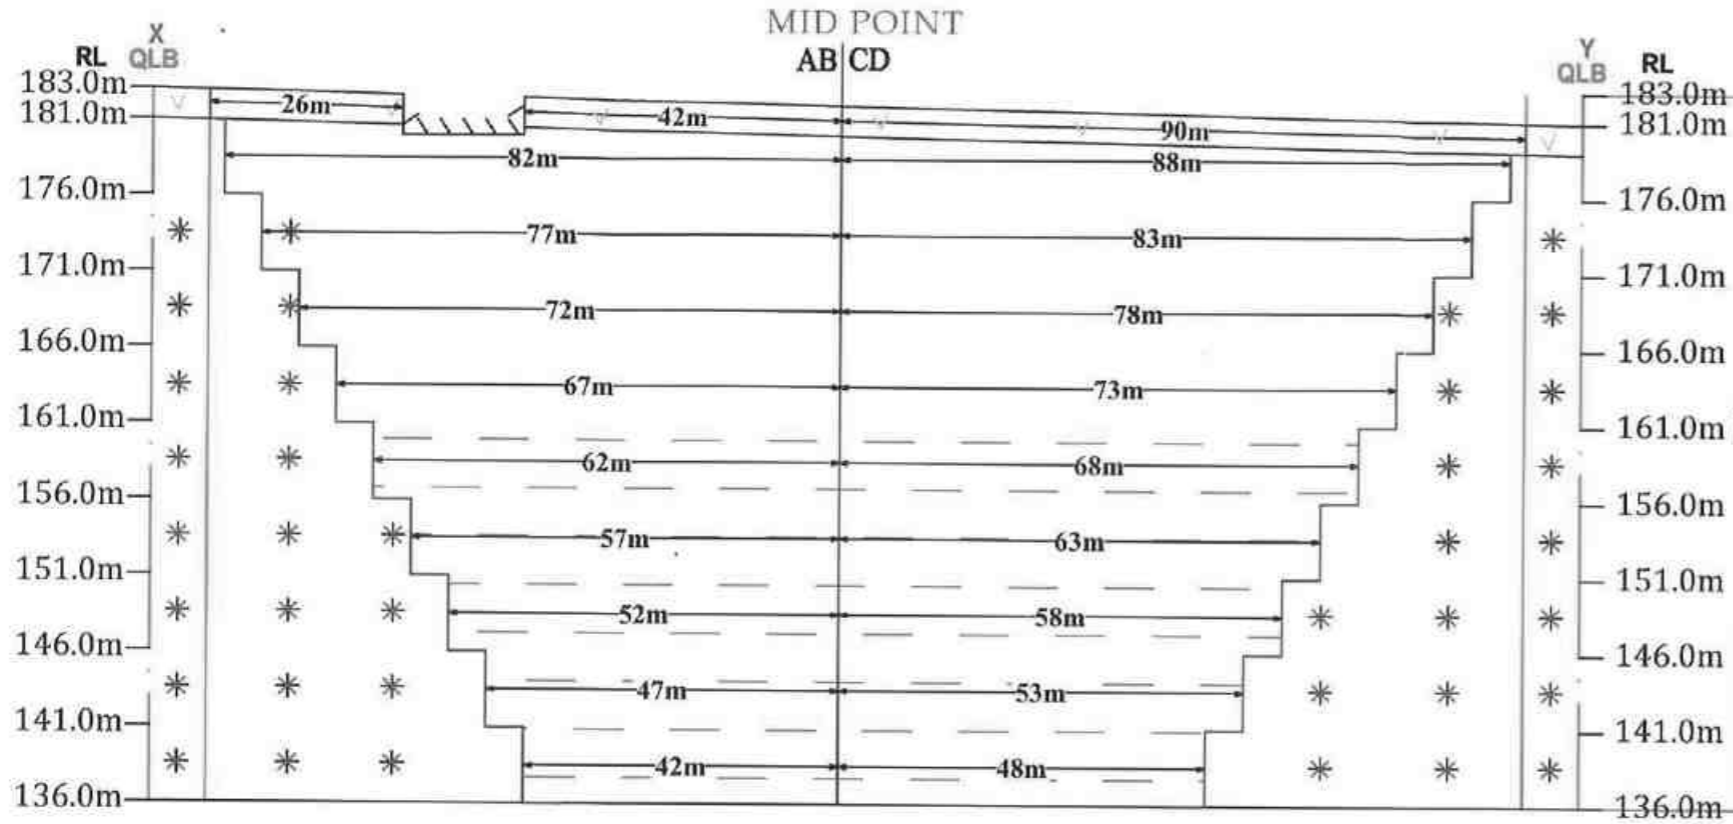 MID POINT
X
RL QLB
AB CD
Y
QLB RL
183.0m
183.0m
26m
181.0m
42m
181.0m
90m
82m
88m
176.0m
176.0m
77m
83m
171.0m
171.0m
72m
78m
166.0m
166.0m
67m
73m
161.0m
161.0m
62m
68m
156.0m
156.0m
57m
63m
151.0m
151.0m
52m
58m
146.0m
146.0m
47m
53m
141.0m
141.0m
42m
48m
136.0m
136.0m